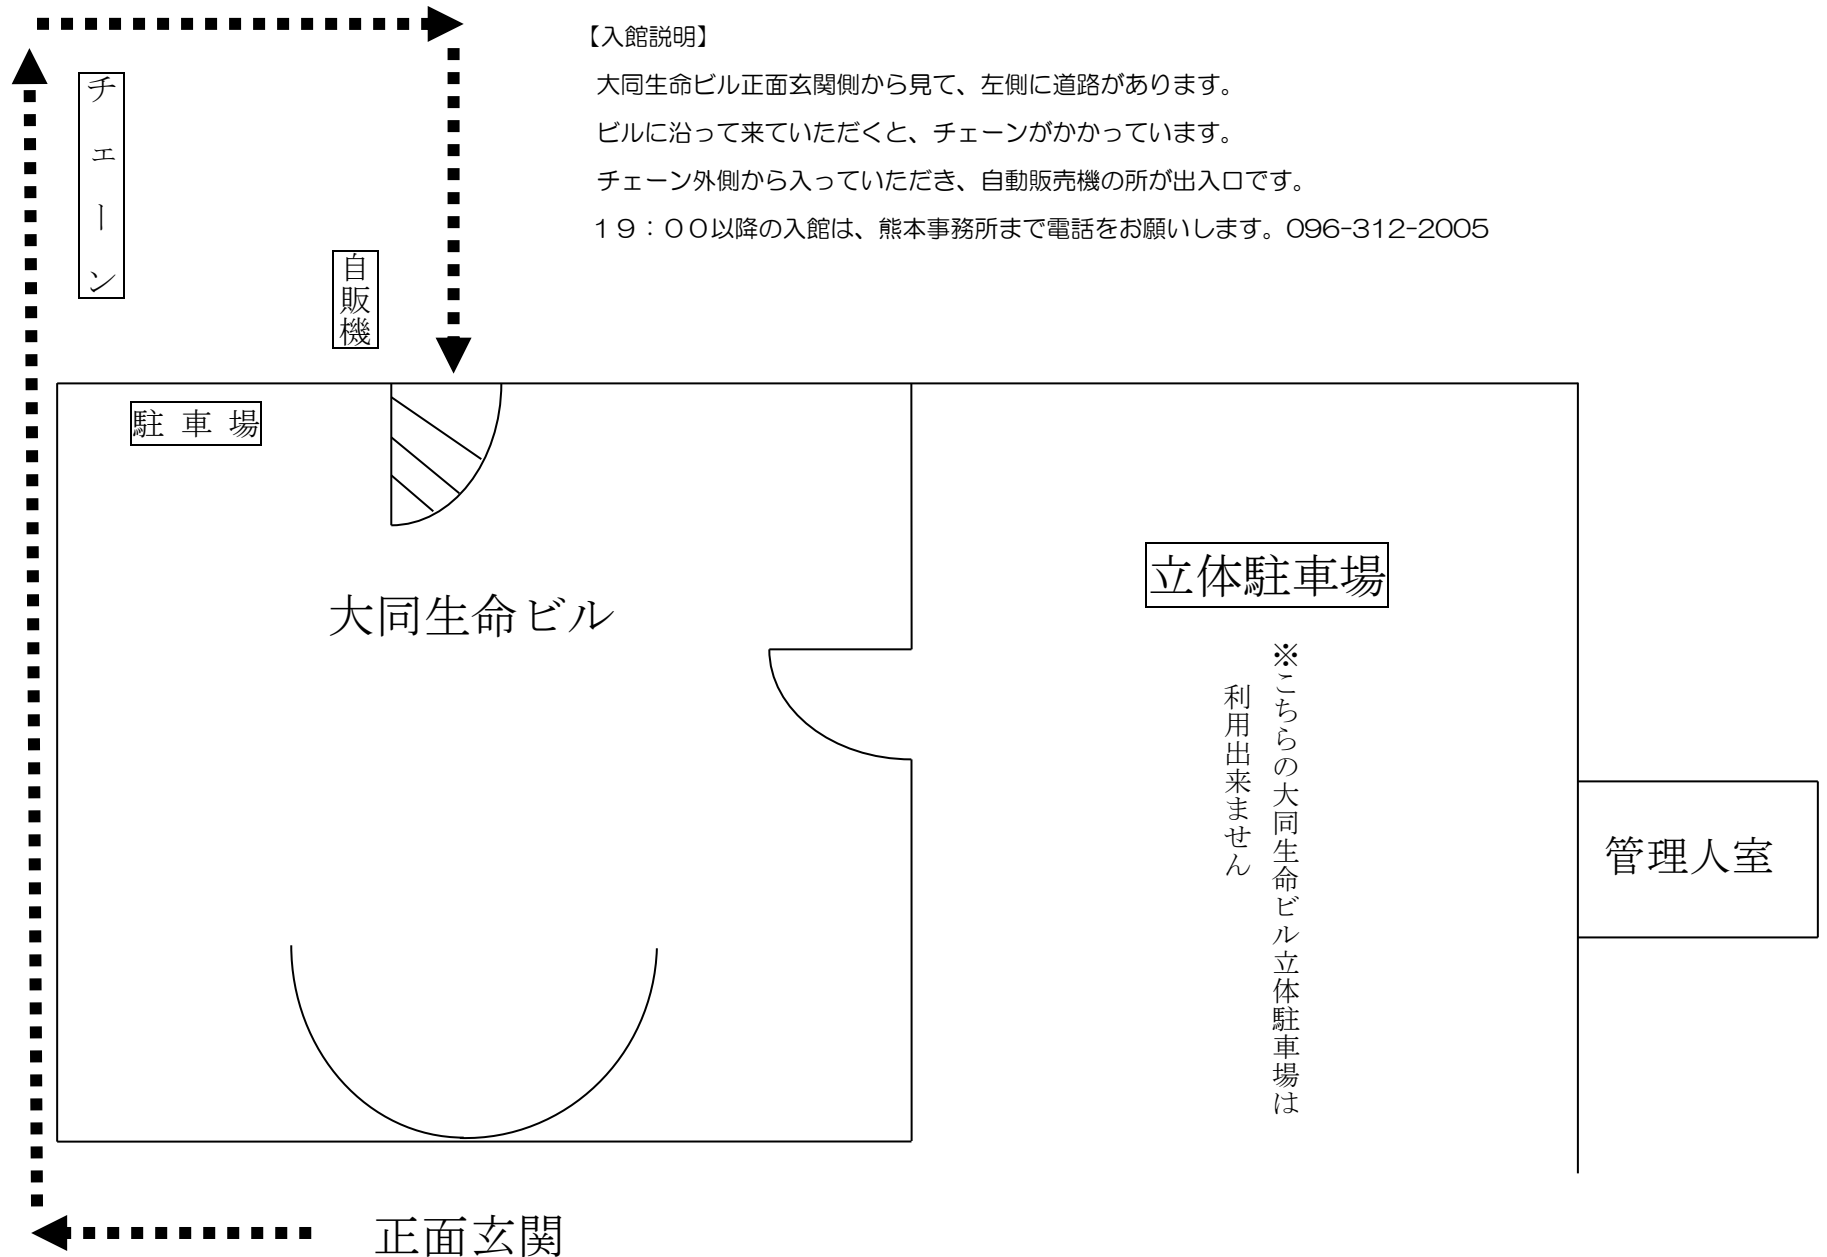 【入館説明】
大同生命ビル正面玄関側から見て、左側に道路があります。
ビルに沿って来ていただくと、チェーンがかかっています。
チェーン外側から入っていただき、自動販売機の所が出入口です。
１９：００以降の入館は、熊本事務所まで電話をお願いします。096-312-2005
チェーン
自販機
駐車場
大同生命ビル
立体駐車場
※こちらの大同生命ビル立体駐車場は
利用出来ません
管理人室
正面玄関